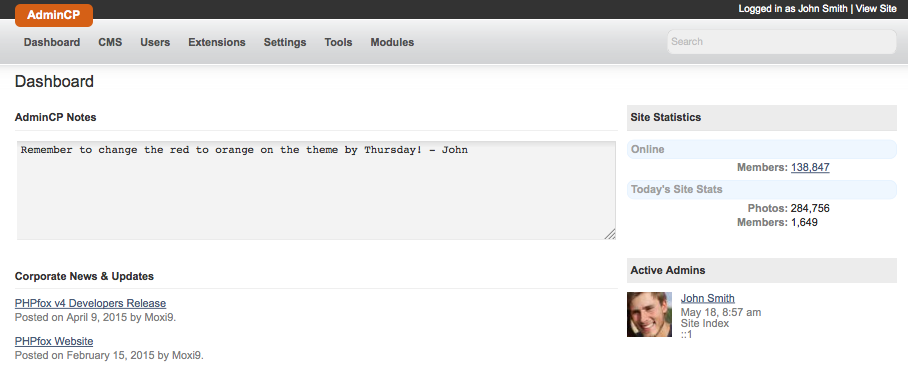 AdminCP
Logged in as John Smith | View Site
Dashboard CMS Users Extensions Settings Tools Modules
Search
Dashboard
AdminCP Notes
Remember to change the red to orange on the theme by Thursday! - John
Corporate News & Updates
PHPfox v4 Developers Release
Posted on April 9, 2015 by Moxi9.
PHPfox Website
Posted on February 15, 2015 by Moxi9.
Site Statistics
Online
Members: 138,847
Today's Site Stats
Photos: 284,756
Members: 1,649
Active Admins
John Smith
May 18, 8:57 am
Site Index
::1